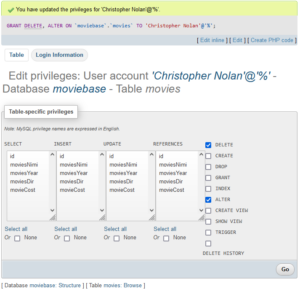 You have updated the privileges for 'Christopher Nolan'@'%'.
GRANT DELETE, ALTER ON `moviebase`.`movies` TO 'Christopher Nolan'@'%';
[ Edit inline ] [ Edit ] [ Create PHP code ]
Table Login Information
Edit privileges: User account 'Christopher Nolan'@'%' -
Database moviebase - Table movies
Table-specific privileges
Note: MySQL privilege names are expressed in English.
SELECT INSERT UPDATE REFERENCES
id id id id
moviesNimi moviesNimi moviesNimi moviesNimi
moviesYear moviesYear moviesYear moviesYear
moviesDir moviesDir moviesDir moviesDir
movieCost movieCost movieCost movieCost
Select all Select all Select all Select all
Or None Or None Or None Or None
DELETE
CREATE
DROP
GRANT
INDEX
ALTER
CREATE VIEW
SHOW VIEW
TRIGGER
DELETE HISTORY
Go
[ Database moviebase: Structure ] [ Table movies: Browse ]